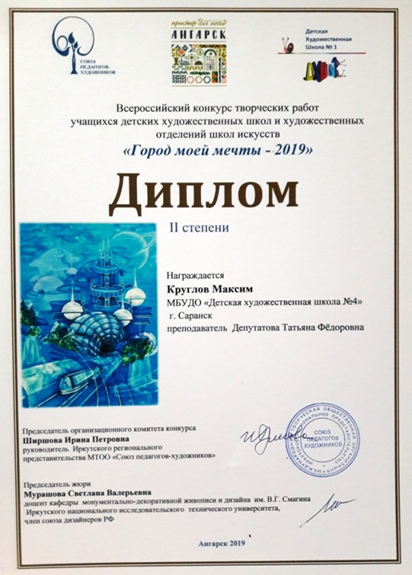 СОЮЗ
ПЕДАГОГОВ
ХУДОЖНИКОВ
простор для побед
АНГАРСК
Детская
Художественная
Школа № 1
Всероссийский конкурс творческих работ
учащихся детских художественных школ и художественных
отделений школ искусств
«Город моей мечты - 2019»
Диплом
II степени
Награждается
Круглов Максим
МБУДО «Детская художественная школа №4»
г. Саранск
преподаватель Депутатова Татьяна Фёдоровна
Председатель организационного комитета конкурса
Ширшова Ирина Петровна
руководитель Иркутского регионального
представительства МТОО «Союз педагогов-художников»
СОЮЗ
ПЕДАГОГОВ
ХУДОЖНИКОВ
Председатель жюри
Мурашова Светлана Валерьевна
доцент кафедры монументально-декоративной живописи и дизайна им. В.Г. Смагина
Иркутского национального исследовательского технического университета,
член союза дизайнеров РФ
Ангарск 2019